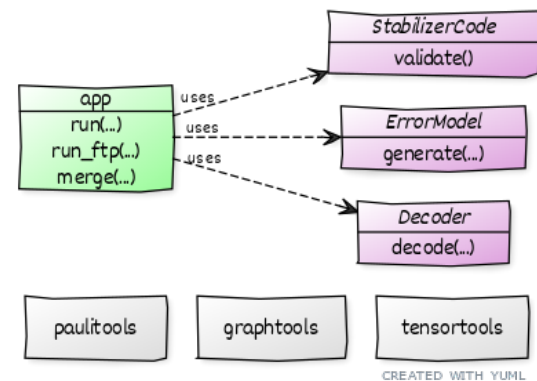 StabilizerCode
validate()
app
run(...)
run_ftp(...)
merge(...)
uses
uses
uses
ErrorModel
generate(...)
Decoder
decode(...)
paulitools
graphtools
tensortools
CREATED WITH YUML